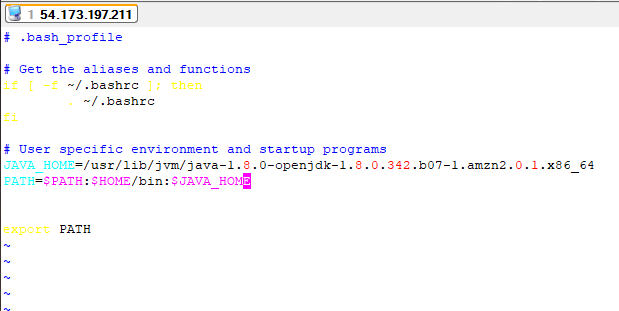 1 54.173.197.211
# .bash_profile
# Get the aliases and functions
if [ -f ~/.bashrc ]; then
. ~/.bashrc
fi
# User specific environment and startup programs
JAVA_HOME=/usr/lib/jvm/java-1.8.0-openjdk-1.8.0.342.b07-1.amzn2.0.1.x86_64
PATH=$PATH:$HOME/bin:$JAVA_HOME
export PATH
~
~
~
~
~